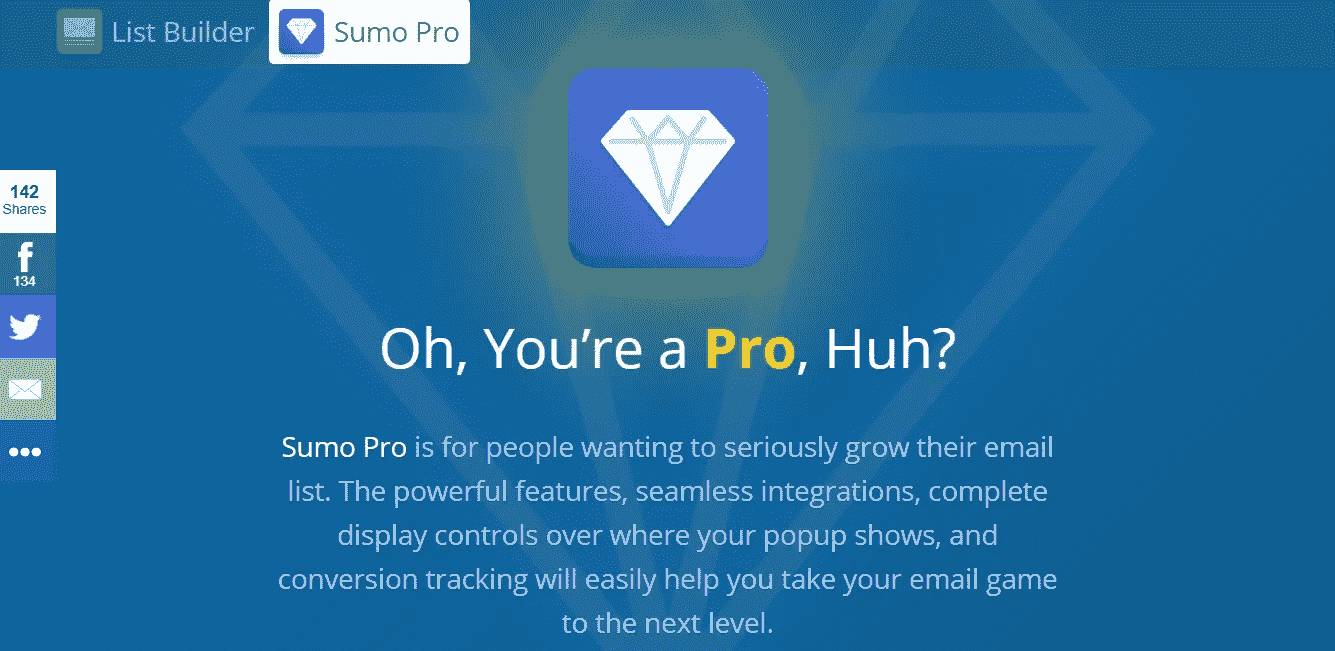 List Builder
Sumo Pro
142
Shares
134
Oh, You’re a Pro, Huh?
Sumo Pro is for people wanting to seriously grow their email
list. The powerful features, seamless integrations, complete
display controls over where your popup shows, and
conversion tracking will easily help you take your email game
to the next level.